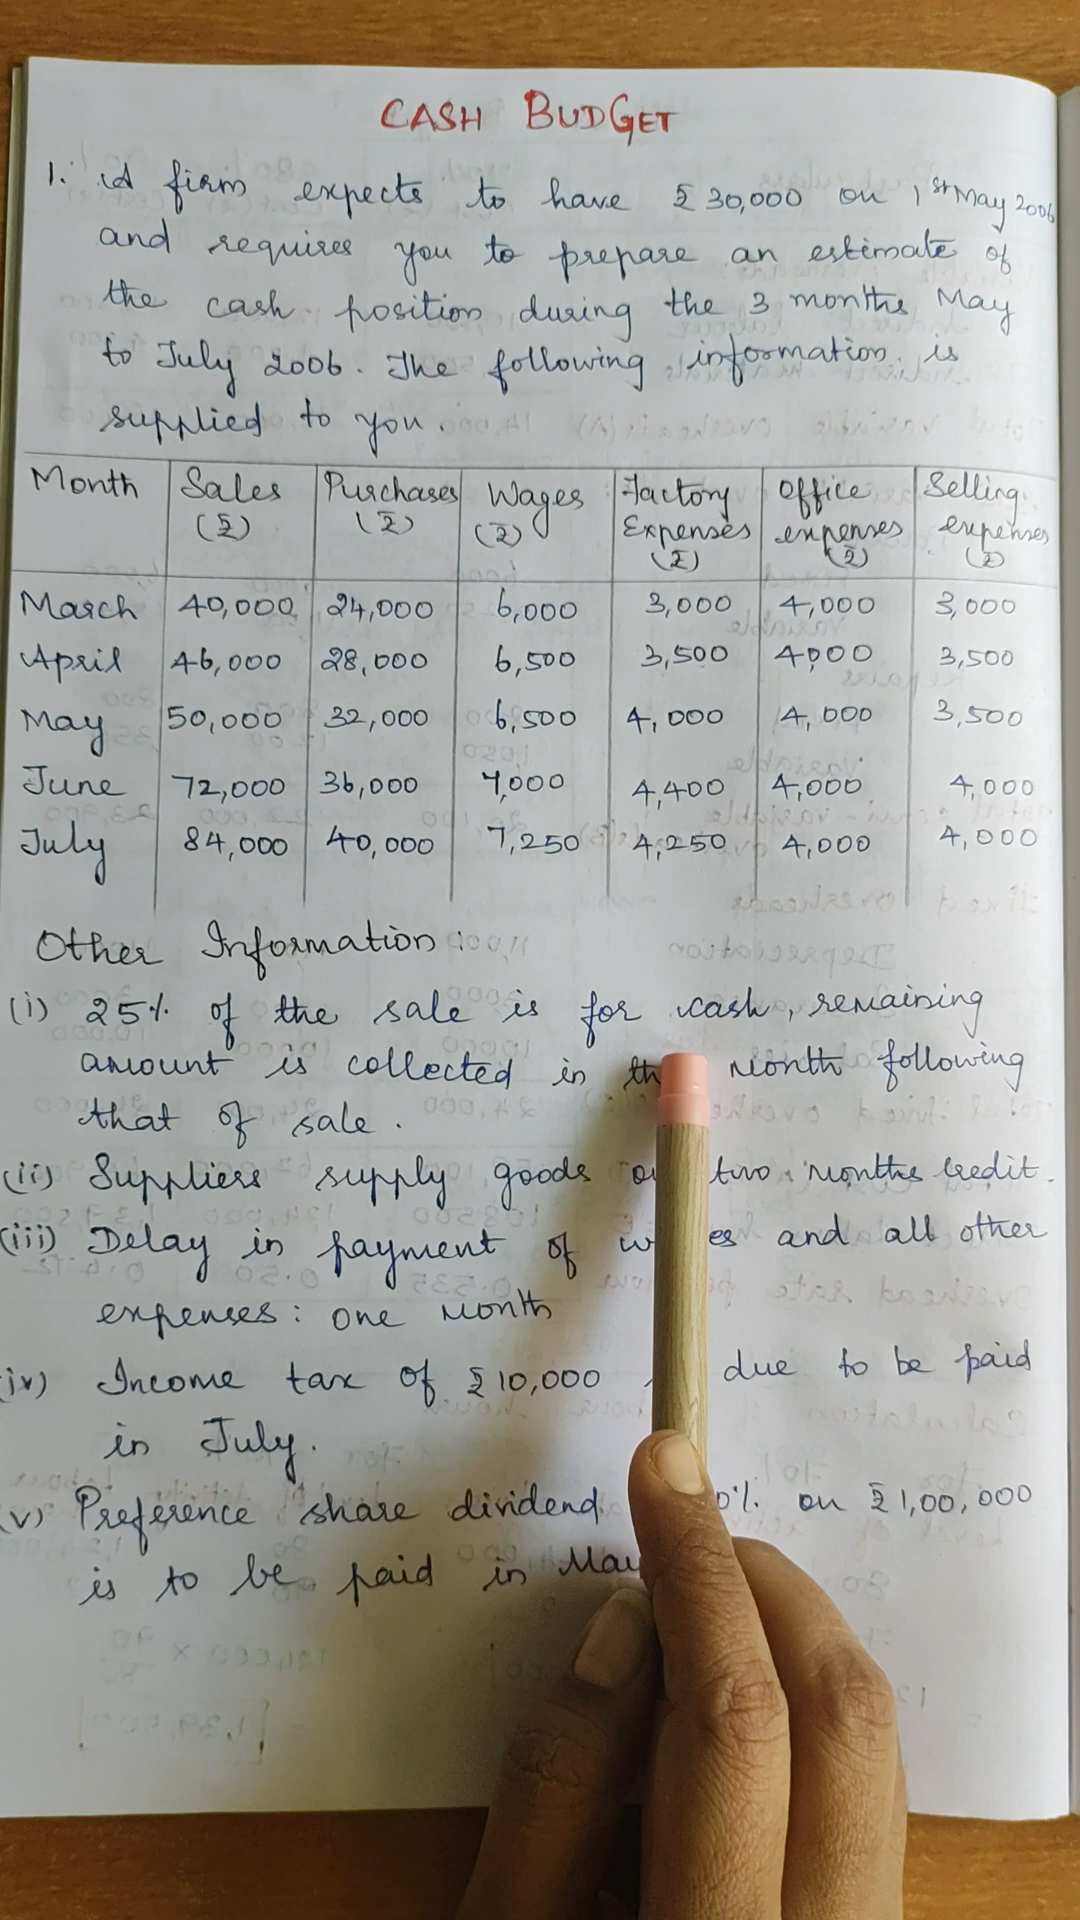 CASH BUDGET
1. A firm expects to have ₹ 30,000 on 1st May 2006
and requires you to prepare an estimate of
the cash position during the 3 months May
to July 2006. The following information is
supplied to you.
Month Sales (₹) Purchases (₹) Wages (₹) Factory Expenses (₹) Office expenses (₹) Selling expenses (₹)
March 40,000 24,000 6,000 3,000 4,000 3,000
April 46,000 28,000 6,500 3,500 4,000 3,500
May 50,000 32,000 6,500 4,000 4,000 3,500
June 72,000 36,000 7,000 4,400 4,000 4,000
July 84,000 40,000 7,250 4,250 4,000 4,000
Other Information:
(i) 25% of the sale is for cash, remaining
amount is collected in month following
that of sale.
(ii) Suppliers supply goods two months credit.
(iii) Delay in payment of and all other
expenses: one month
(iv) Income tax of ₹ 10,000 due to be paid
in July.
(v) Preference share dividend on ₹ 1,00,000
is to be paid in May